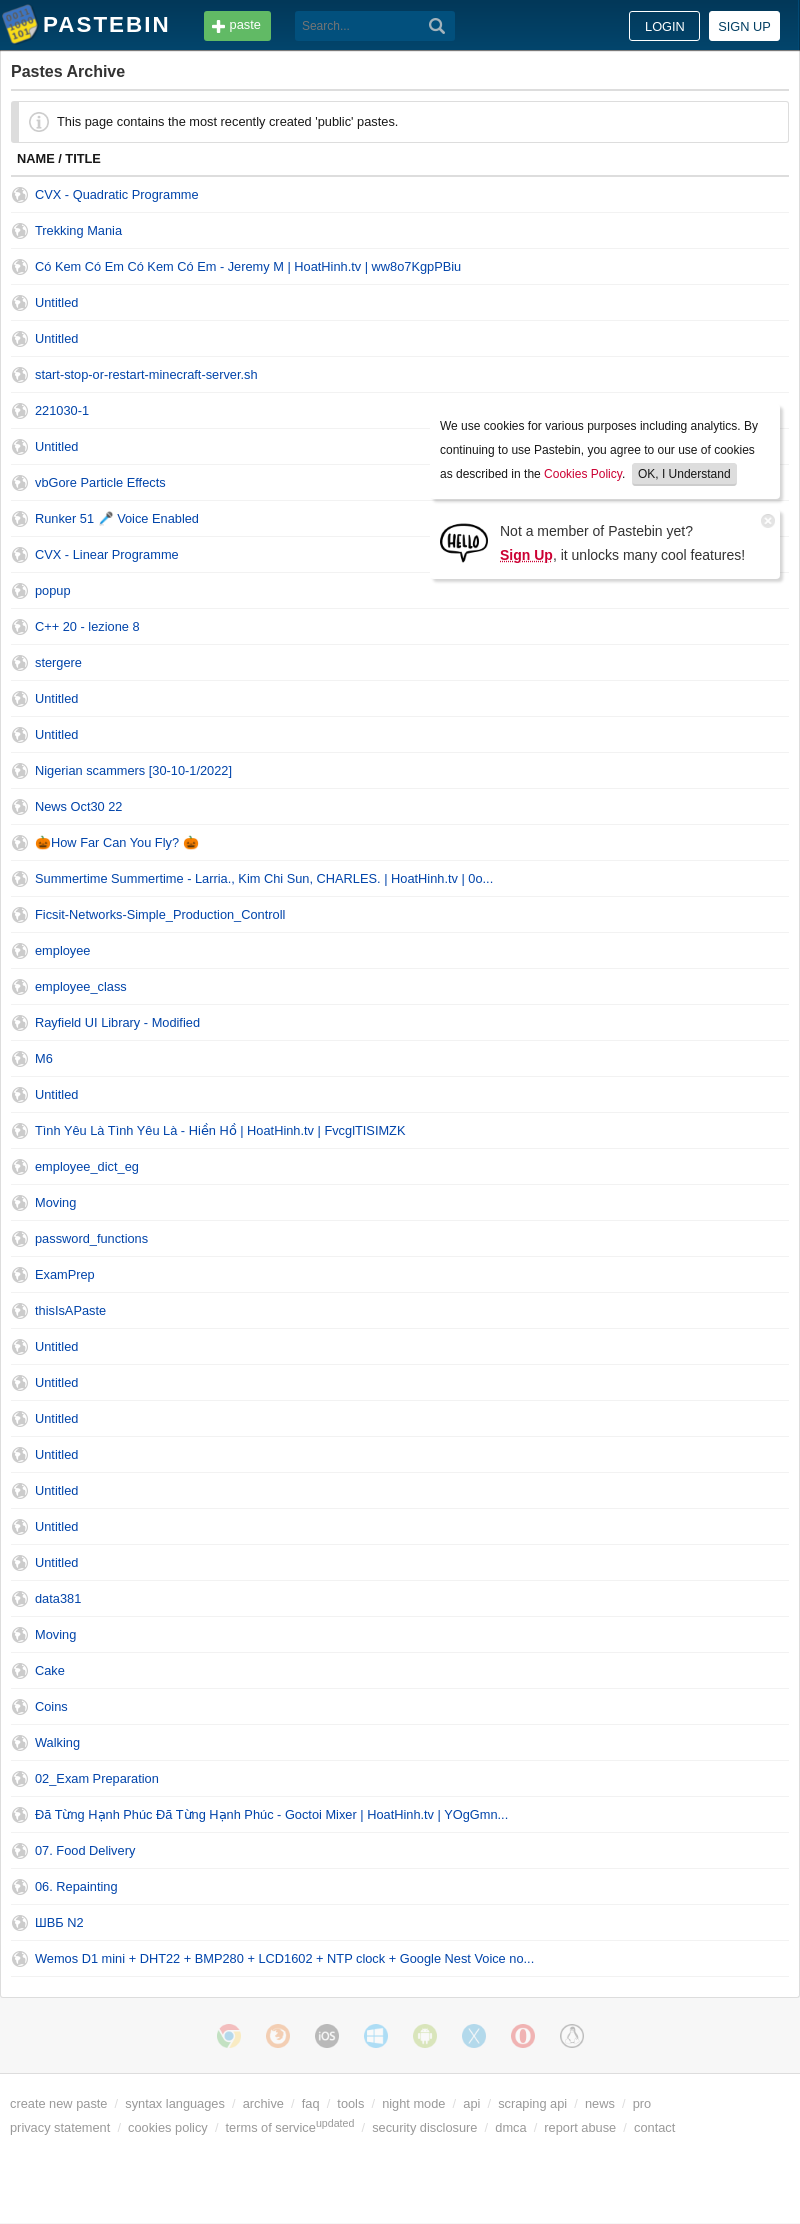 PASTEBIN
paste
Search...
LOGIN
SIGN UP
Pastes Archive
This page contains the most recently created 'public' pastes.
NAME / TITLE
CVX - Quadratic Programme
Trekking Mania
Có Kem Có Em Có Kem Có Em - Jeremy M | HoatHinh.tv | ww8o7KgpPBiu
Untitled
Untitled
start-stop-or-restart-minecraft-server.sh
221030-1
Untitled
vbGore Particle Effects
Runker 51 🎤 Voice Enabled
CVX - Linear Programme
We use cookies for various purposes including analytics. By
continuing to use Pastebin, you agree to our use of cookies
as described in the Cookies Policy. OK, I Understand
HELLO
Not a member of Pastebin yet?
Sign Up, it unlocks many cool features!
popup
C++ 20 - lezione 8
stergere
Untitled
Untitled
Nigerian scammers [30-10-1/2022]
News Oct30 22
🎃How Far Can You Fly? 🎃
Summertime Summertime - Larria., Kim Chi Sun, CHARLES. | HoatHinh.tv | 0o...
Ficsit-Networks-Simple_Production_Controll
employee
employee_class
Rayfield UI Library - Modified
M6
Untitled
Tình Yêu Là Tình Yêu Là - Hiền Hồ | HoatHinh.tv | FvcglTISIMZK
employee_dict_eg
Moving
password_functions
ExamPrep
thisIsAPaste
Untitled
Untitled
Untitled
Untitled
Untitled
Untitled
Untitled
data381
Moving
Cake
Coins
Walking
02_Exam Preparation
Đã Từng Hạnh Phúc Đã Từng Hạnh Phúc - Goctoi Mixer | HoatHinh.tv | YOgGmn...
07. Food Delivery
06. Repainting
ШВБ N2
Wemos D1 mini + DHT22 + BMP280 + LCD1602 + NTP clock + Google Nest Voice no...
iOS
create new paste / syntax languages / archive / faq / tools / night mode / api / scraping api / news / pro
privacy statement / cookies policy / terms of service updated / security disclosure / dmca / report abuse / contact